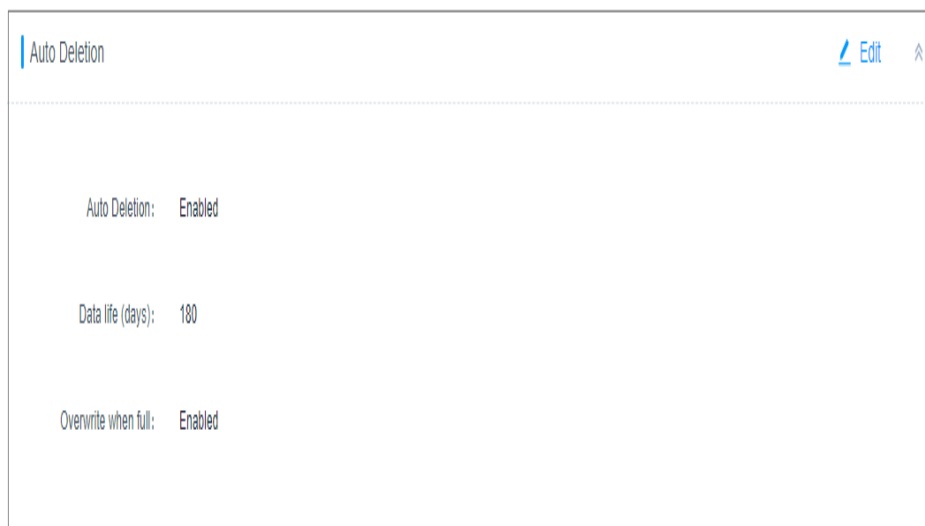 Auto Deletion
Edit
Auto Deletion: Enabled
Data life (days): 180
Overwrite when full: Enabled